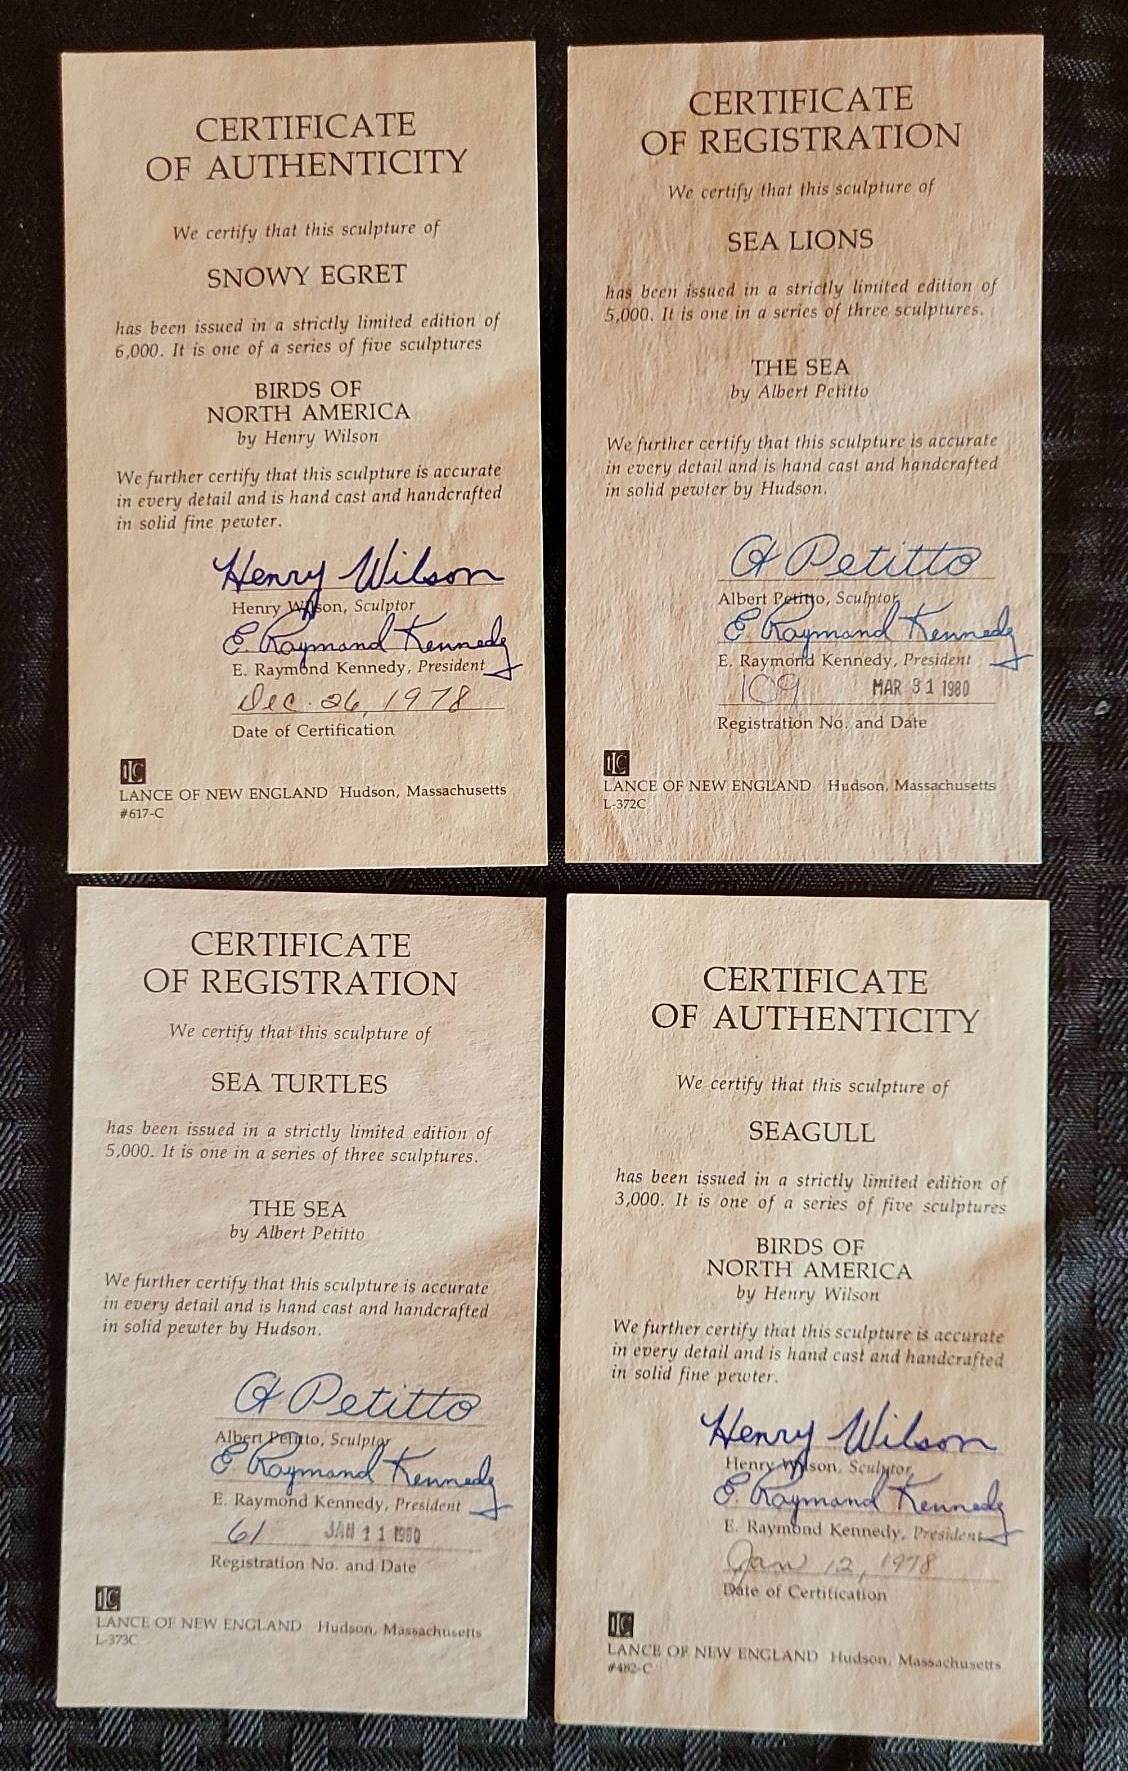 CERTIFICATE
OF AUTHENTICITY
We certify that this sculpture of
SNOWY EGRET
has been issued in a strictly limited edition of
6,000. It is one of a series of five sculptures
BIRDS OF
NORTH AMERICA
by Henry Wilson
We further certify that this sculpture is accurate
in every detail and is hand cast and handcrafted
in solid fine pewter.
Henry Wilson
Henry Wilson, Sculptor
E. Raymond Kennedy
E. Raymond Kennedy, President
Dec. 26, 1978
Date of Certification
LANCE OF NEW ENGLAND Hudson, Massachusetts
#617-C
CERTIFICATE
OF REGISTRATION
We certify that this sculpture of
SEA LIONS
has been issued in a strictly limited edition of
5,000. It is one in a series of three sculptures.
THE SEA
by Albert Petitto
We further certify that this sculpture is accurate
in every detail and is hand cast and handcrafted
in solid pewter by Hudson.
A Petitto
Albert Petitto, Sculptor
E. Raymond Kennedy
E. Raymond Kennedy, President
109 MAR 31 1980
Registration No. and Date
LANCE OF NEW ENGLAND Hudson, Massachusetts
L-372C
CERTIFICATE
OF REGISTRATION
We certify that this sculpture of
SEA TURTLES
has been issued in a strictly limited edition of
5,000. It is one in a series of three sculptures.
THE SEA
by Albert Petitto
We further certify that this sculpture is accurate
in every detail and is hand cast and handcrafted
in solid pewter by Hudson.
A Petitto
Albert Petitto, Sculptor
E. Raymond Kennedy
E. Raymond Kennedy, President
61 JAN 11 1980
Registration No. and Date
LANCE OF NEW ENGLAND Hudson, Massachusetts
L-373C
CERTIFICATE
OF AUTHENTICITY
We certify that this sculpture of
SEAGULL
has been issued in a strictly limited edition of
3,000. It is one of a series of five sculptures
BIRDS OF
NORTH AMERICA
by Henry Wilson
We further certify that this sculpture is accurate
in every detail and is hand cast and handcrafted
in solid fine pewter.
Henry Wilson
Henry Wilson, Sculptor
E. Raymond Kennedy
E. Raymond Kennedy, President
Jan 12, 1978
Date of Certification
LANCE OF NEW ENGLAND Hudson, Massachusetts
#482-C